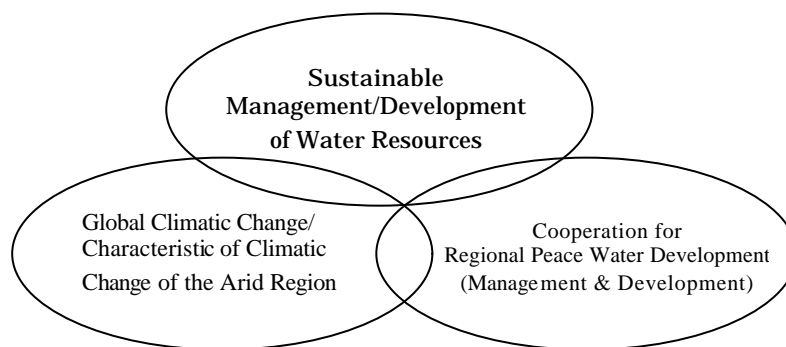 Sustainable
Management/Development
of Water Resources
Global Climatic Change/
Characteristic of Climatic
Change of the Arid Region
Cooperation for
Regional Peace Water Development
(Management & Development)